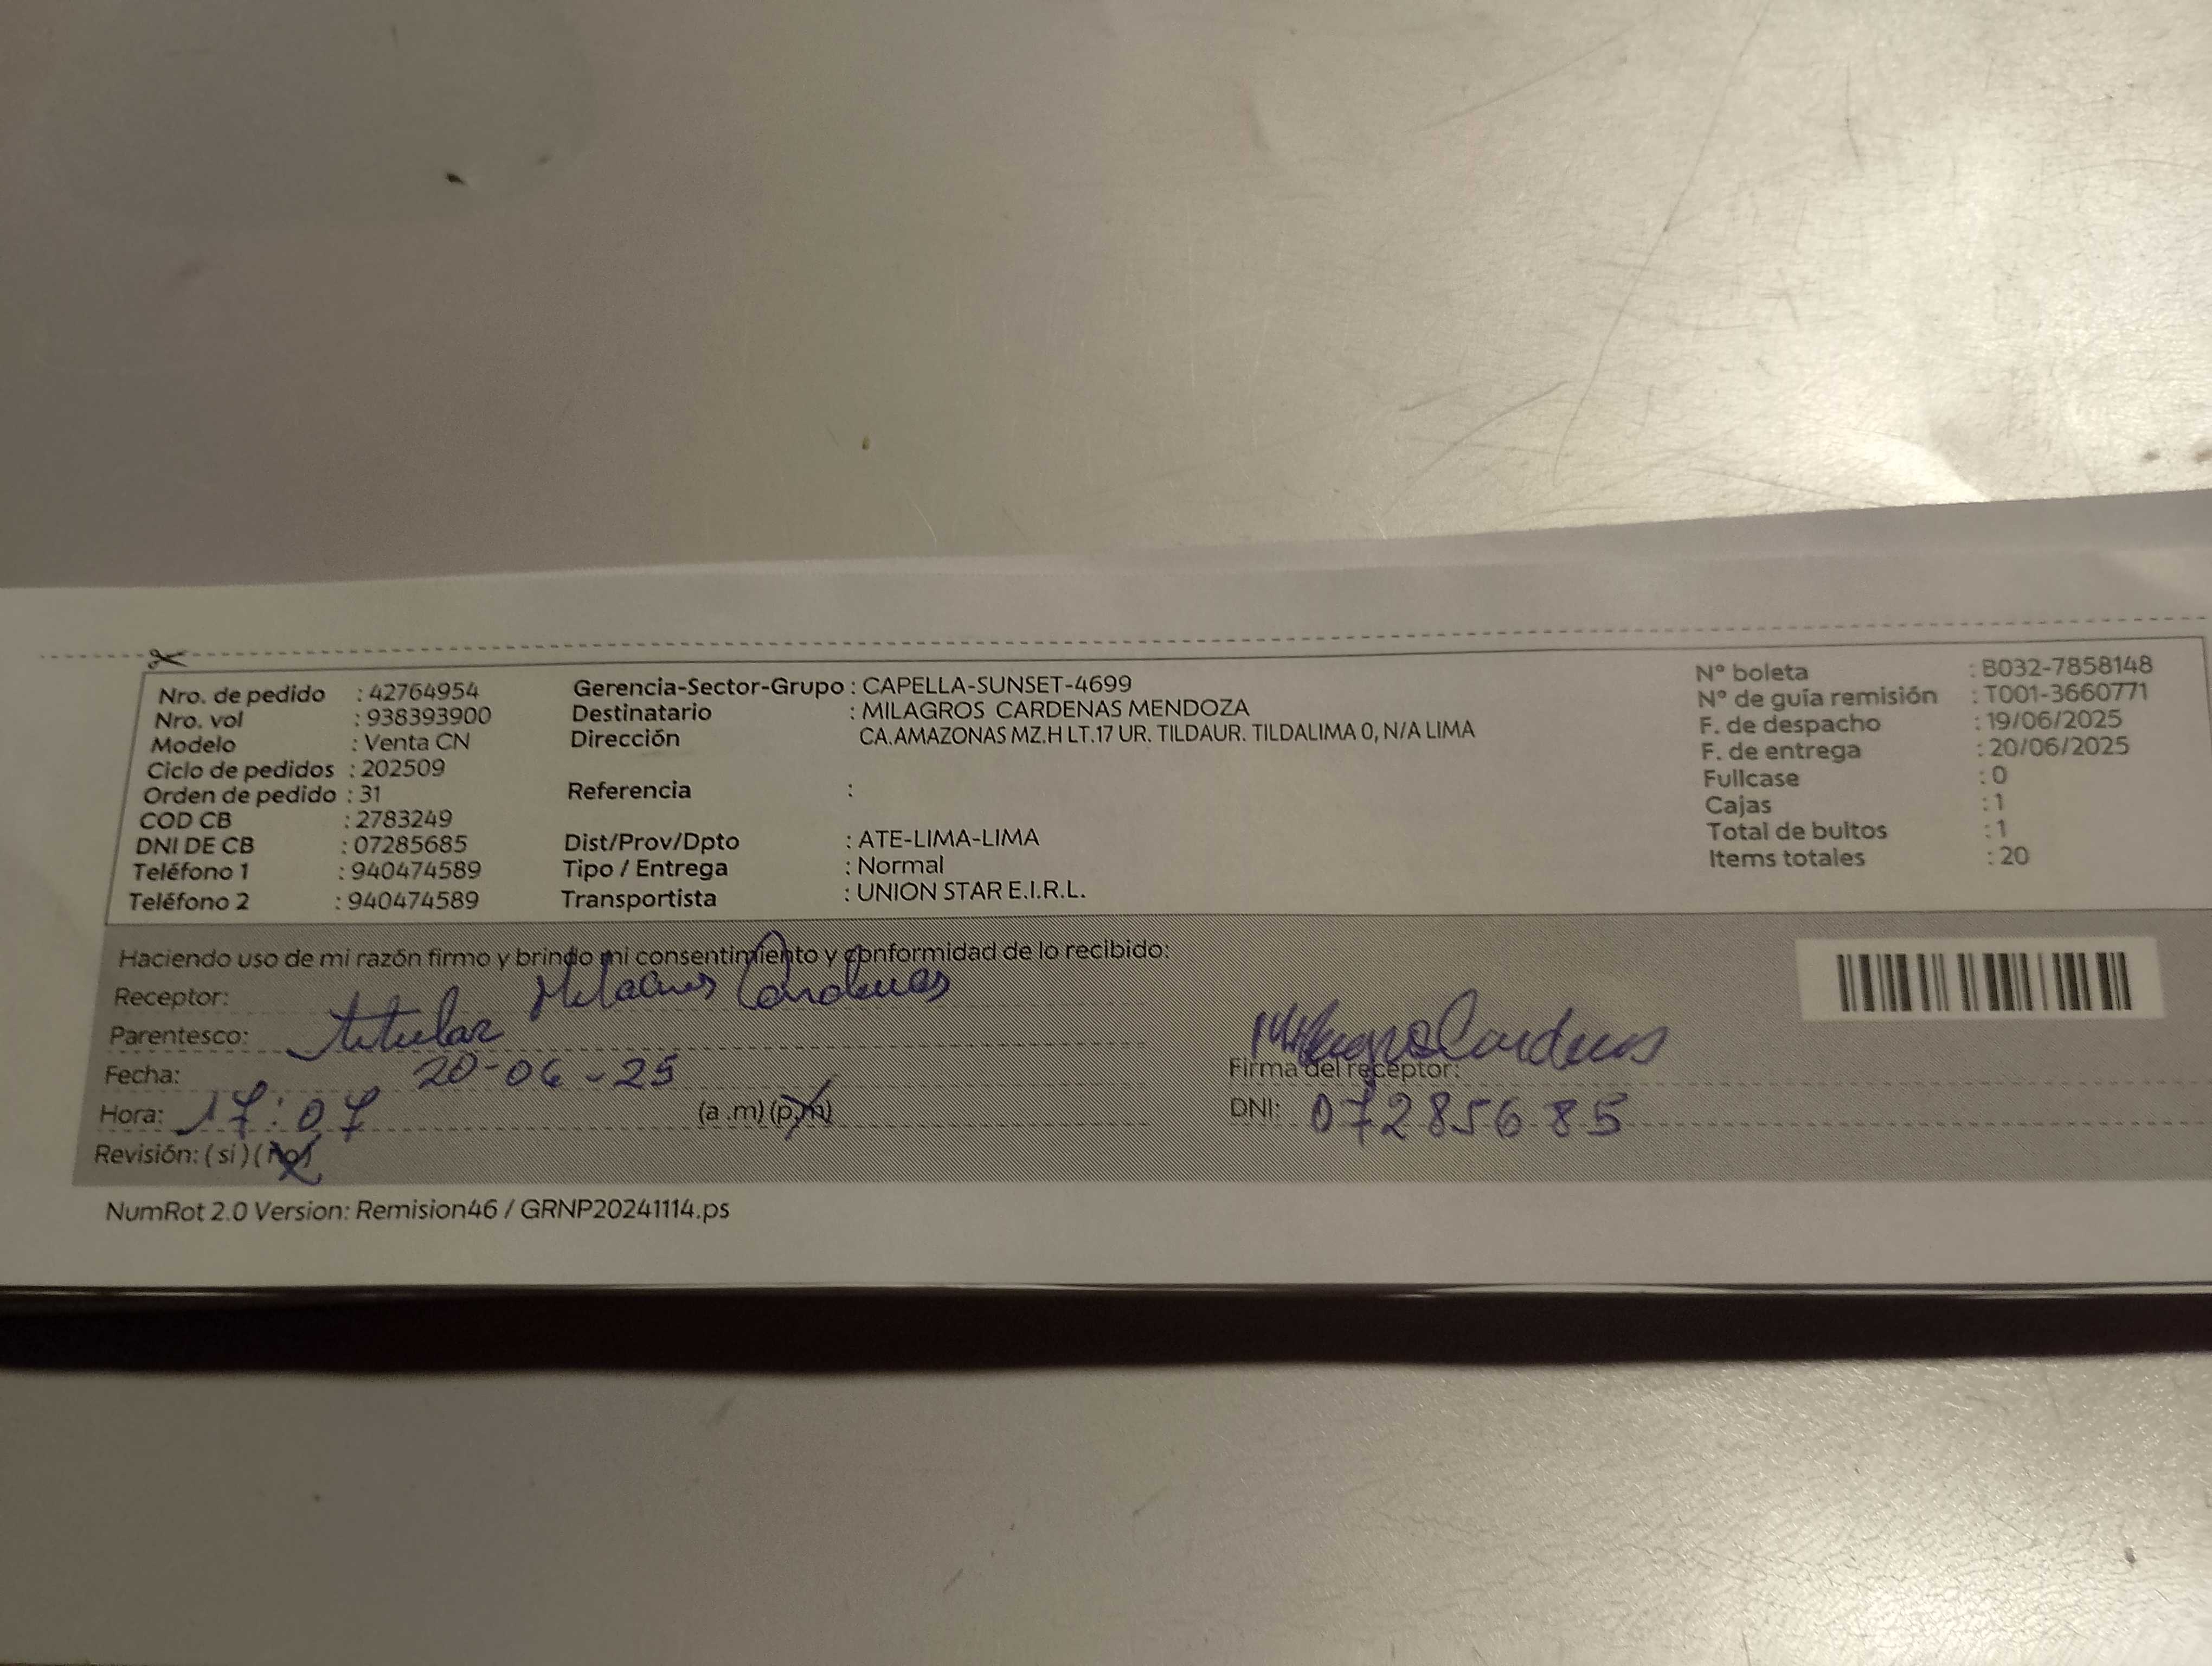 Nro. de pedido : 42764954
Nro. vol : 938393900
Modelo : Venta CN
Ciclo de pedidos : 202509
Orden de pedido : 31
COD CB : 2783249
DNI DE CB : 07285685
Teléfono 1 : 940474589
Teléfono 2 : 940474589
Gerencia-Sector-Grupo : CAPELLA-SUNSET-4699
Destinatario : MILAGROS CARDENAS MENDOZA
Dirección CA.AMAZONAS MZ.H LT.17 UR. TILDAUR. TILDALIMA 0, N/A LIMA
Referencia :
Dist/Prov/Dpto : ATE-LIMA-LIMA
Tipo / Entrega : Normal
Transportista : UNION STAR E.I.R.L.
Nº boleta : B032-7858148
Nº de guía remisión : T001-3660771
F. de despacho : 19/06/2025
F. de entrega : 20/06/2025
Fullcase : 0
Cajas : 1
Total de bultos : 1
Items totales : 20
Haciendo uso de mi razón firmo y brindo mi consentimiento y conformidad de lo recibido:
Receptor: Milagros Cardenas
Parentesco: titular
Fecha: 20-06-25
Hora: 17:07 (a.m) (p.m)
Revisión: (si) (no)
Milagros Cardenas
Firma del receptor:
DNI: 07285685
NumRot 2.0 Version: Remision46 / GRNP20241114.ps